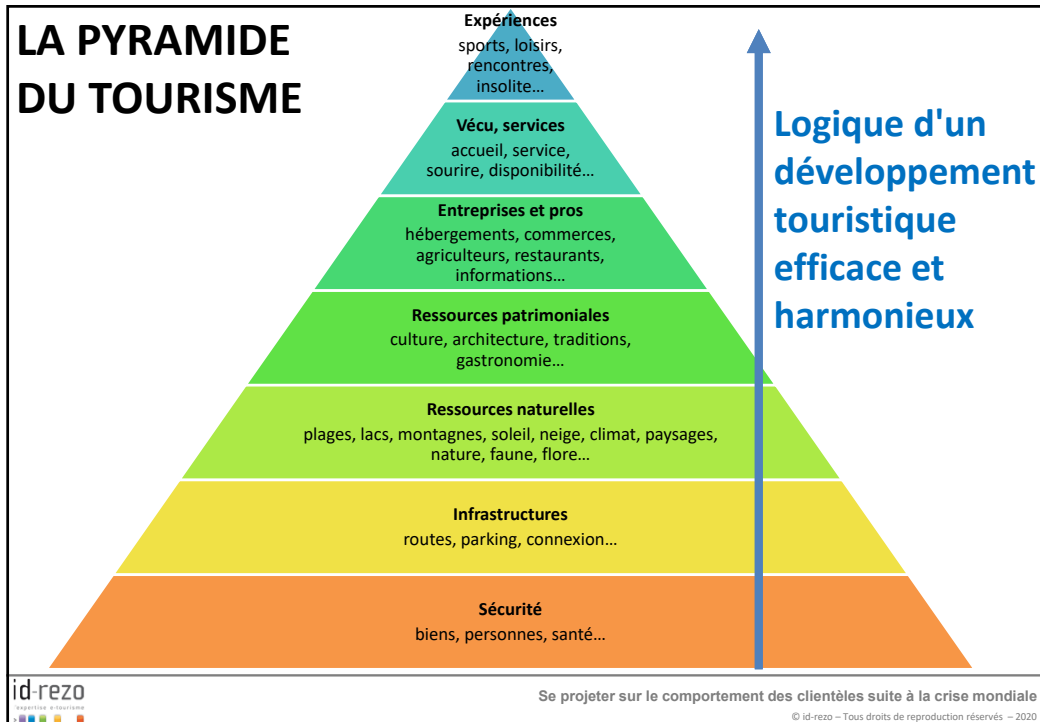 LA PYRAMIDE
DU TOURISME
Expériences
sports, loisirs,
rencontres,
insolite…
Vécu, services
accueil, service,
sourire, disponibilité…
Entreprises et pros
hébergements, commerces,
agriculteurs, restaurants,
informations…
Ressources patrimoniales
culture, architecture, traditions,
gastronomie…
Ressources naturelles
plages, lacs, montagnes, soleil, neige, climat, paysages,
nature, faune, flore…
Infrastructures
routes, parking, connexion…
Sécurité
biens, personnes, santé…
Logique d'un
développement
touristique
efficace et
harmonieux
id-rezo
l'expertise e-tourisme
Se projeter sur le comportement des clientèles suite à la crise mondiale
© id-rezo – Tous droits de reproduction réservés – 2020